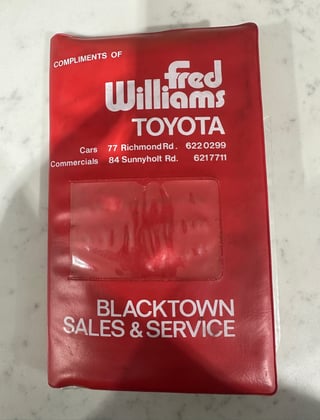 COMPLIMENTS OF
fred
Williams
TOYOTA
Cars 77 Richmond Rd. 622 0299
Commercials 84 Sunnyholt Rd. 621 7711
BLACKTOWN
SALES & SERVICE